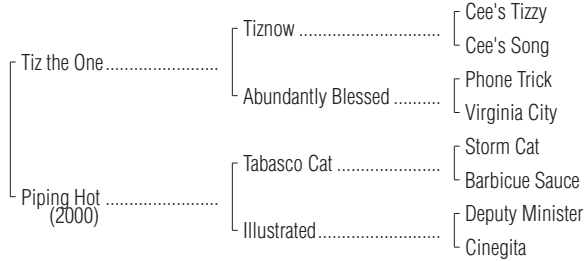 Cee's Tizzy
Tiznow ..............................
Cee's Song
Tiz the One........................
Phone Trick
Abundantly Blessed ..........
Virginia City
Storm Cat
Tabasco Cat ......................
Barbicue Sauce
Piping Hot ........................
(2000)
Deputy Minister
Illustrated..........................
Cinegita